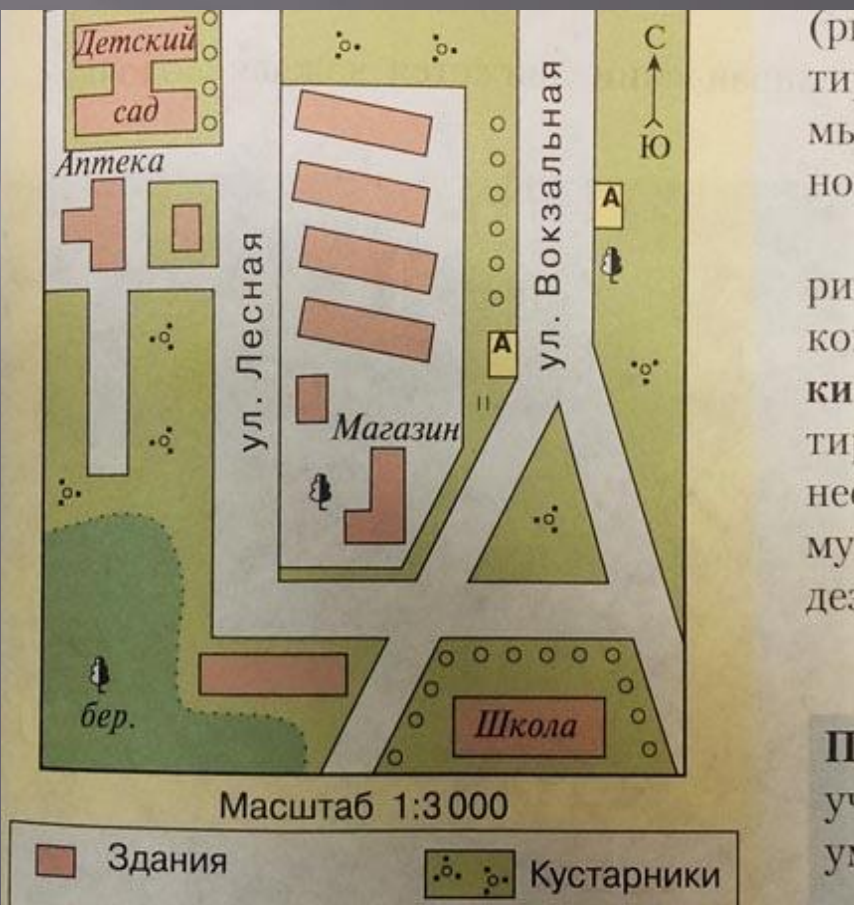 Детский
сад
Аптека
ул. Лесная
ул. Вокзальная
С
Ю
А
А
Магазин
бер.
Школа
Масштаб 1:3 000
Здания
Кустарники